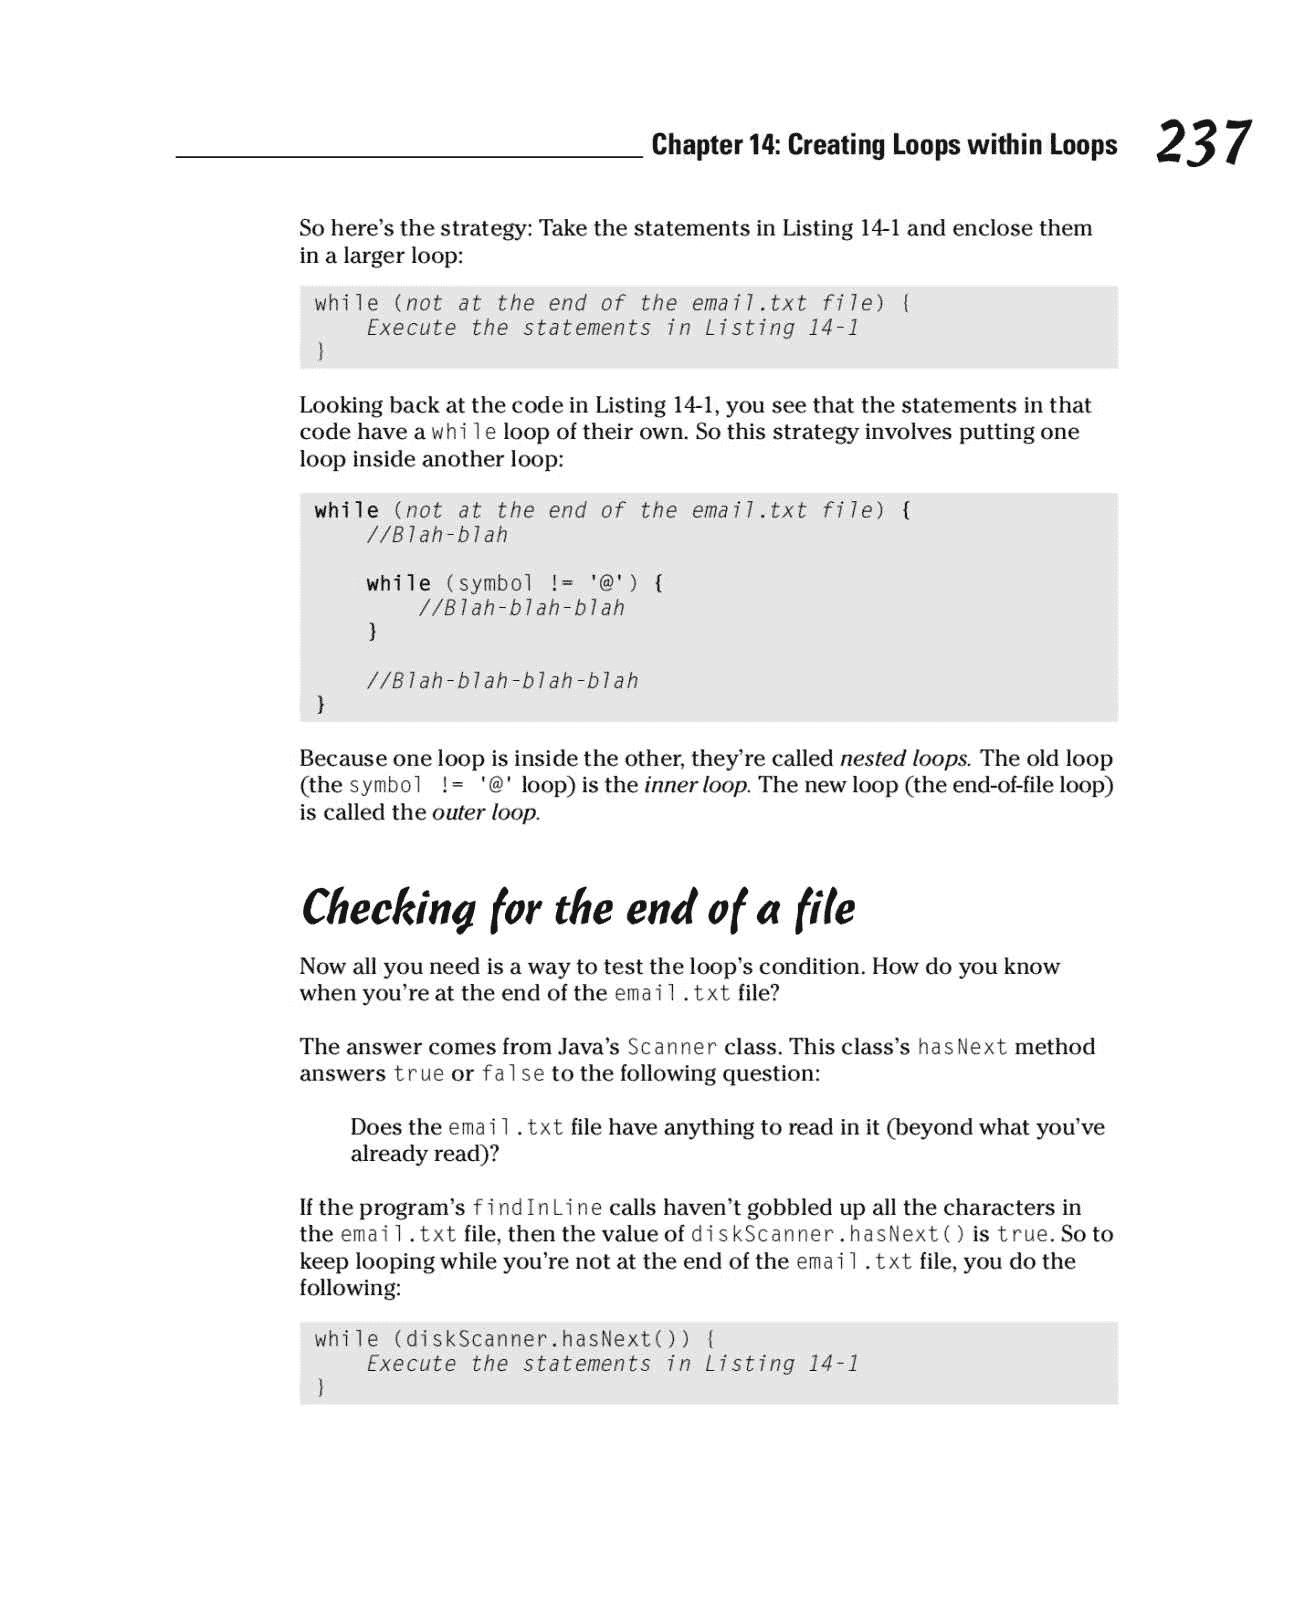 Chapter 14: Creating Loops within Loops 237
So here's the strategy: Take the statements in Listing 14-1 and enclose them
in a larger loop:
while (not at the end of the email.txt file) {
    Execute the statements in Listing 14-1
}
Looking back at the code in Listing 14-1, you see that the statements in that
code have a while loop of their own. So this strategy involves putting one
loop inside another loop:
while (not at the end of the email.txt file) {
    //Blah-blah
    while (symbol != '@') {
        //Blah-blah-blah
    }
    //Blah-blah-blah-blah
}
Because one loop is inside the other, they're called nested loops. The old loop
(the symbol != '@' loop) is the inner loop. The new loop (the end-of-file loop)
is called the outer loop.
Checking for the end of a file
Now all you need is a way to test the loop's condition. How do you know
when you're at the end of the email.txt file?
The answer comes from Java's Scanner class. This class's hasNext method
answers true or false to the following question:
Does the email.txt file have anything to read in it (beyond what you've
already read)?
If the program's findInLine calls haven't gobbled up all the characters in
the email.txt file, then the value of diskScanner.hasNext() is true. So to
keep looping while you're not at the end of the email.txt file, you do the
following:
while (diskScanner.hasNext()) {
    Execute the statements in Listing 14-1
}